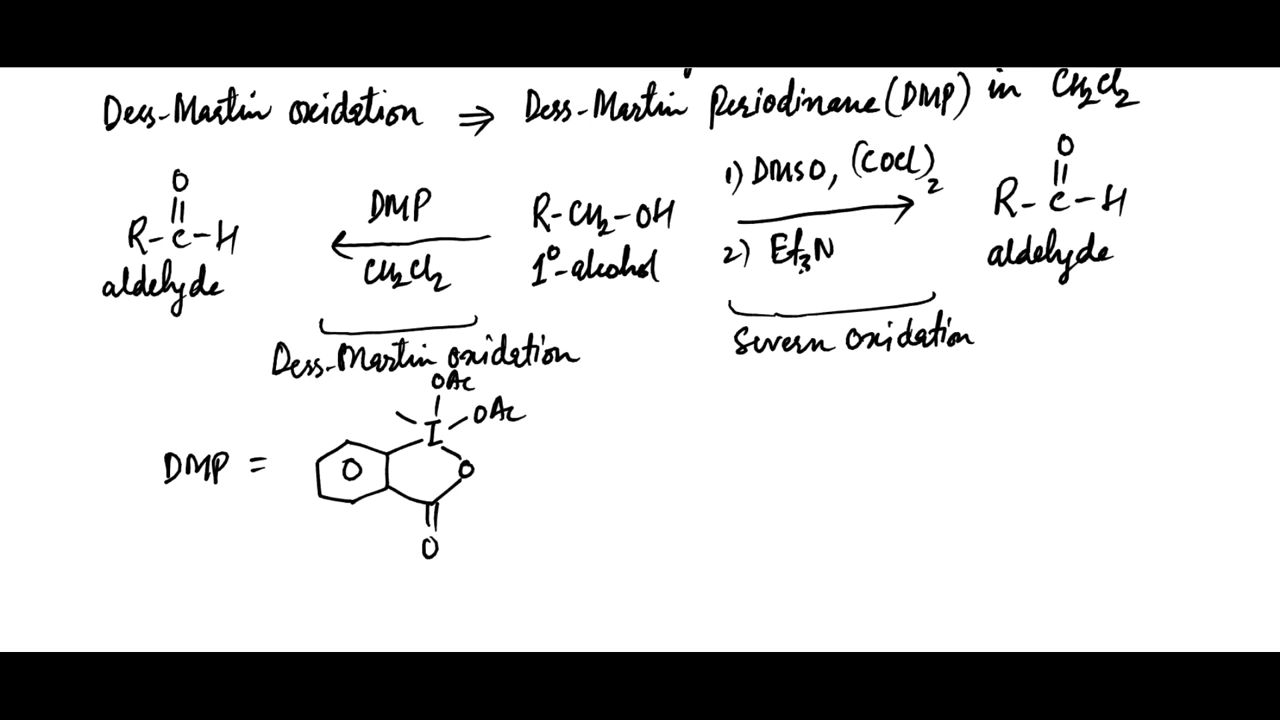 Dess-Martin oxidation ⇒ Dess-Martin Periodinane (DMP) in CH2Cl2
R-C(=O)-H ← DMP / CH2Cl2 R-CH2-OH 1) DMSO, (COCl)2 / 2) Et3N → R-C(=O)-H
aldehyde 1°-alcohol aldehyde
Dess-Martin oxidation Swern oxidation
OAc
I OAc
DMP = O O
O